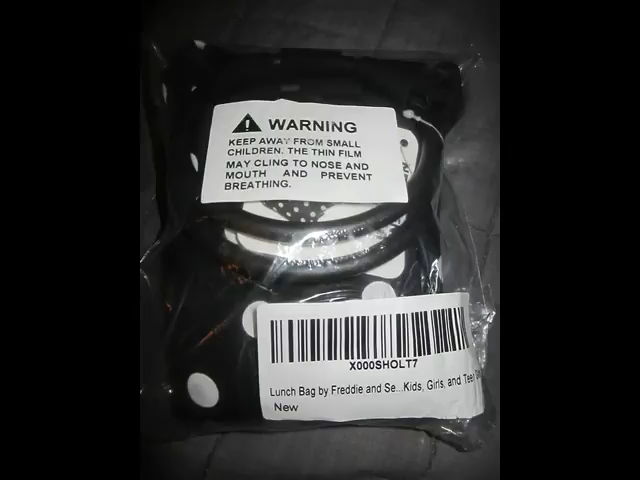 WARNING
KEEP AWAY FROM SMALL
CHILDREN. THE THIN FILM
MAY CLING TO NOSE AND
MOUTH AND PREVENT
BREATHING.
X000SHOLT7
Lunch Bag by Freddie and Se...Kids, Girls, and Teen
New